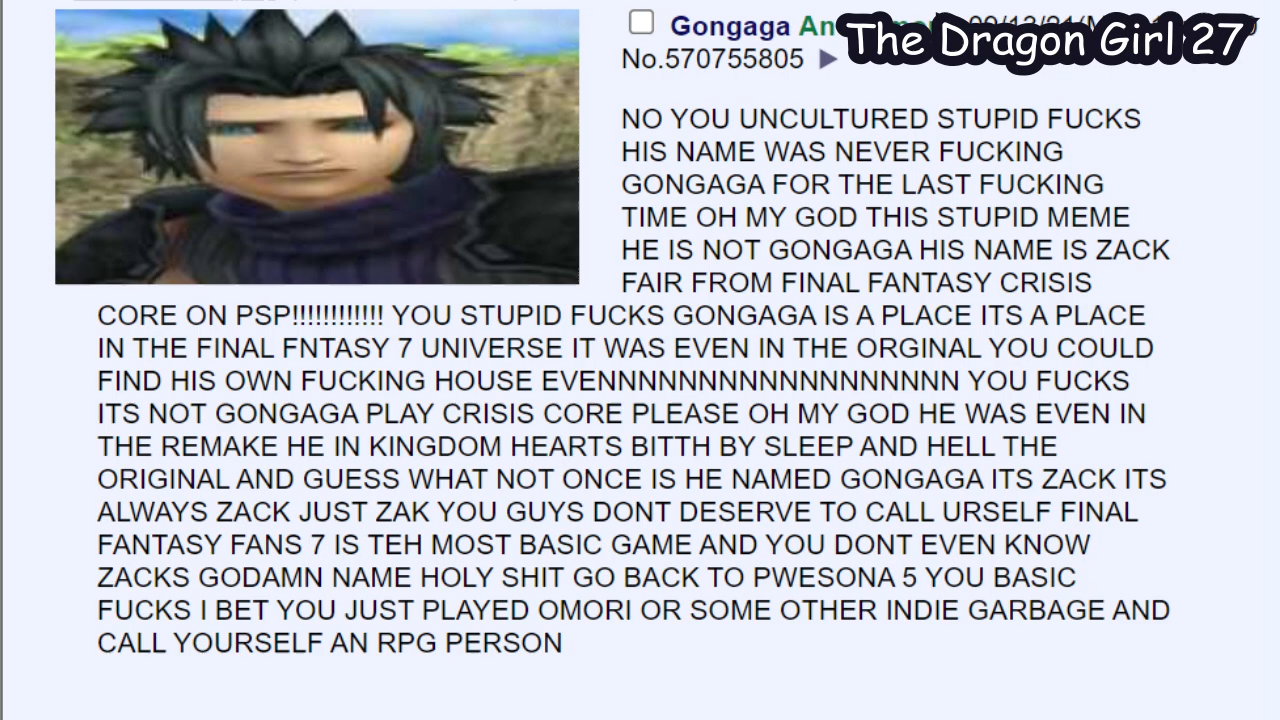 Gongaga An
The Dragon Girl 27
No.570755805 ▶
NO YOU UNCULTURED STUPID FUCKS
HIS NAME WAS NEVER FUCKING
GONGAGA FOR THE LAST FUCKING
TIME OH MY GOD THIS STUPID MEME
HE IS NOT GONGAGA HIS NAME IS ZACK
FAIR FROM FINAL FANTASY CRISIS
CORE ON PSP!!!!!!!!!!!!! YOU STUPID FUCKS GONGAGA IS A PLACE ITS A PLACE
IN THE FINAL FNTASY 7 UNIVERSE IT WAS EVEN IN THE ORGINAL YOU COULD
FIND HIS OWN FUCKING HOUSE EVENNNNNNNNNNNNNNNNNN YOU FUCKS
ITS NOT GONGAGA PLAY CRISIS CORE PLEASE OH MY GOD HE WAS EVEN IN
THE REMAKE HE IN KINGDOM HEARTS BITTH BY SLEEP AND HELL THE
ORIGINAL AND GUESS WHAT NOT ONCE IS HE NAMED GONGAGA ITS ZACK ITS
ALWAYS ZACK JUST ZAK YOU GUYS DONT DESERVE TO CALL URSELF FINAL
FANTASY FANS 7 IS TEH MOST BASIC GAME AND YOU DONT EVEN KNOW
ZACKS GODAMN NAME HOLY SHIT GO BACK TO PWESONA 5 YOU BASIC
FUCKS I BET YOU JUST PLAYED OMORI OR SOME OTHER INDIE GARBAGE AND
CALL YOURSELF AN RPG PERSON